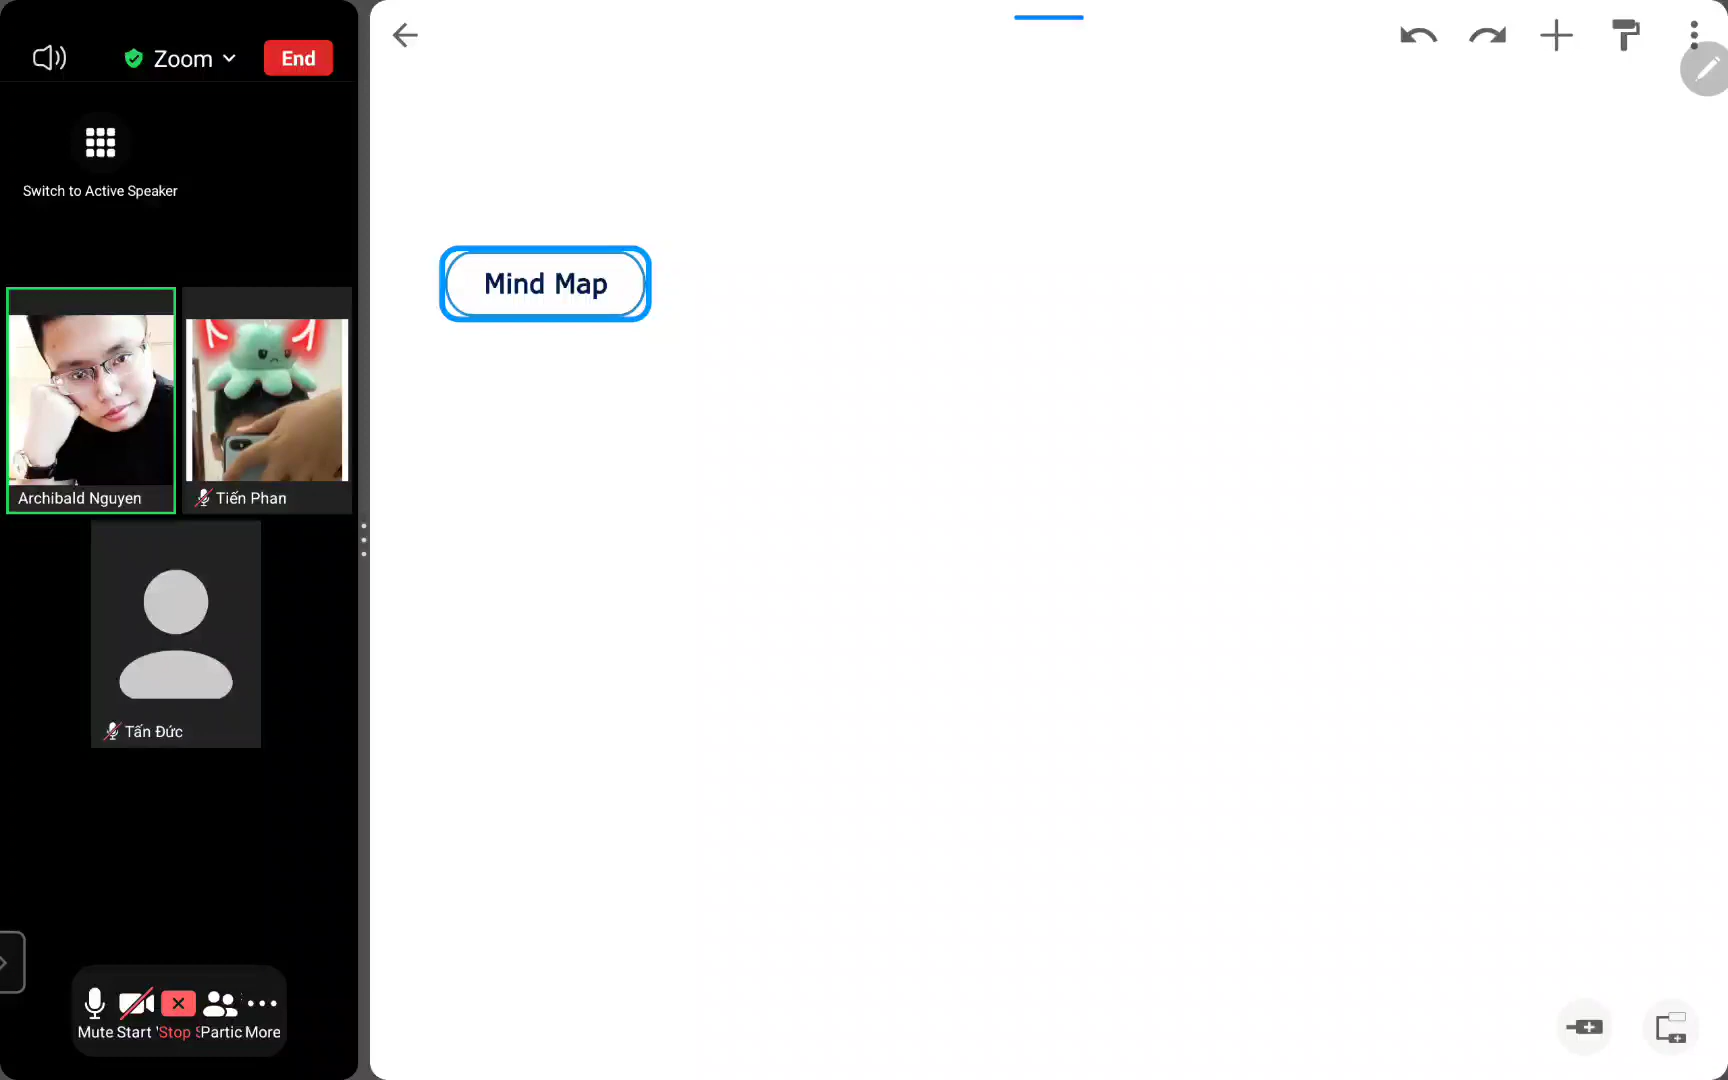 Zoom
End
Switch to Active Speaker
Mind Map
Archibald Nguyen
Tiến Phan
Tấn Đức
Mute Start Stop Partic More